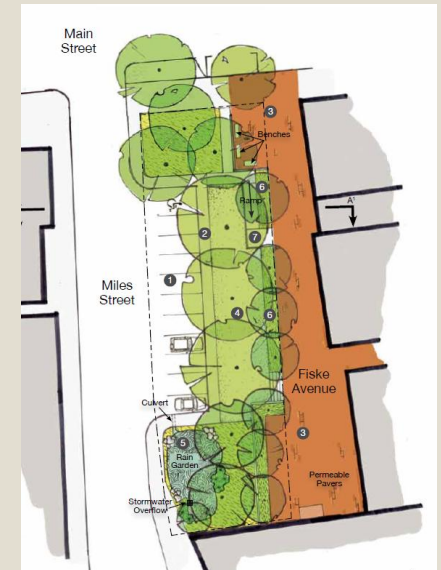 Main
Street
3
Benches
6
Ramp
A'
2
7
1
Miles
Street
4
6
Fiske
Avenue
Culvert
3
5
Rain
Garden
Permeable
Pavers
Stormwater
Overflow